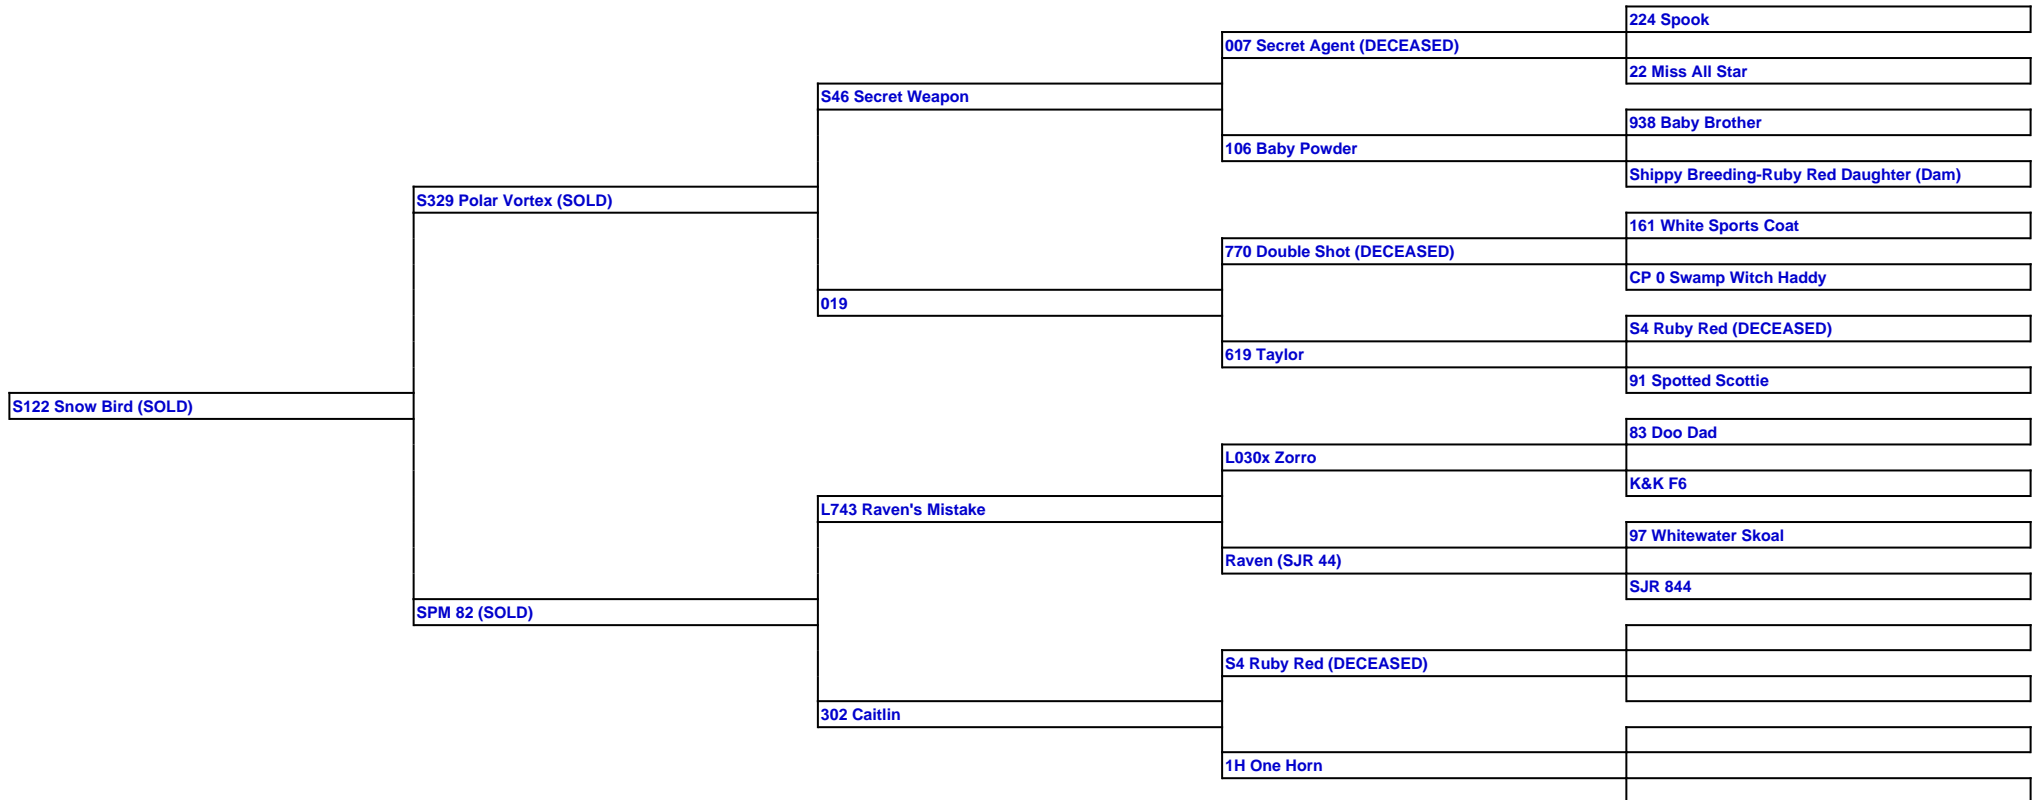 224 Spook
007 Secret Agent (DECEASED)
22 Miss All Star
S46 Secret Weapon
938 Baby Brother
106 Baby Powder
Shippy Breeding-Ruby Red Daughter (Dam)
S329 Polar Vortex (SOLD)
161 White Sports Coat
770 Double Shot (DECEASED)
CP 0 Swamp Witch Haddy
019
S4 Ruby Red (DECEASED)
619 Taylor
91 Spotted Scottie
S122 Snow Bird (SOLD)
83 Doo Dad
L030x Zorro
K&K F6
L743 Raven's Mistake
97 Whitewater Skoal
Raven (SJR 44)
SJR 844
SPM 82 (SOLD)
S4 Ruby Red (DECEASED)
302 Caitlin
1H One Horn